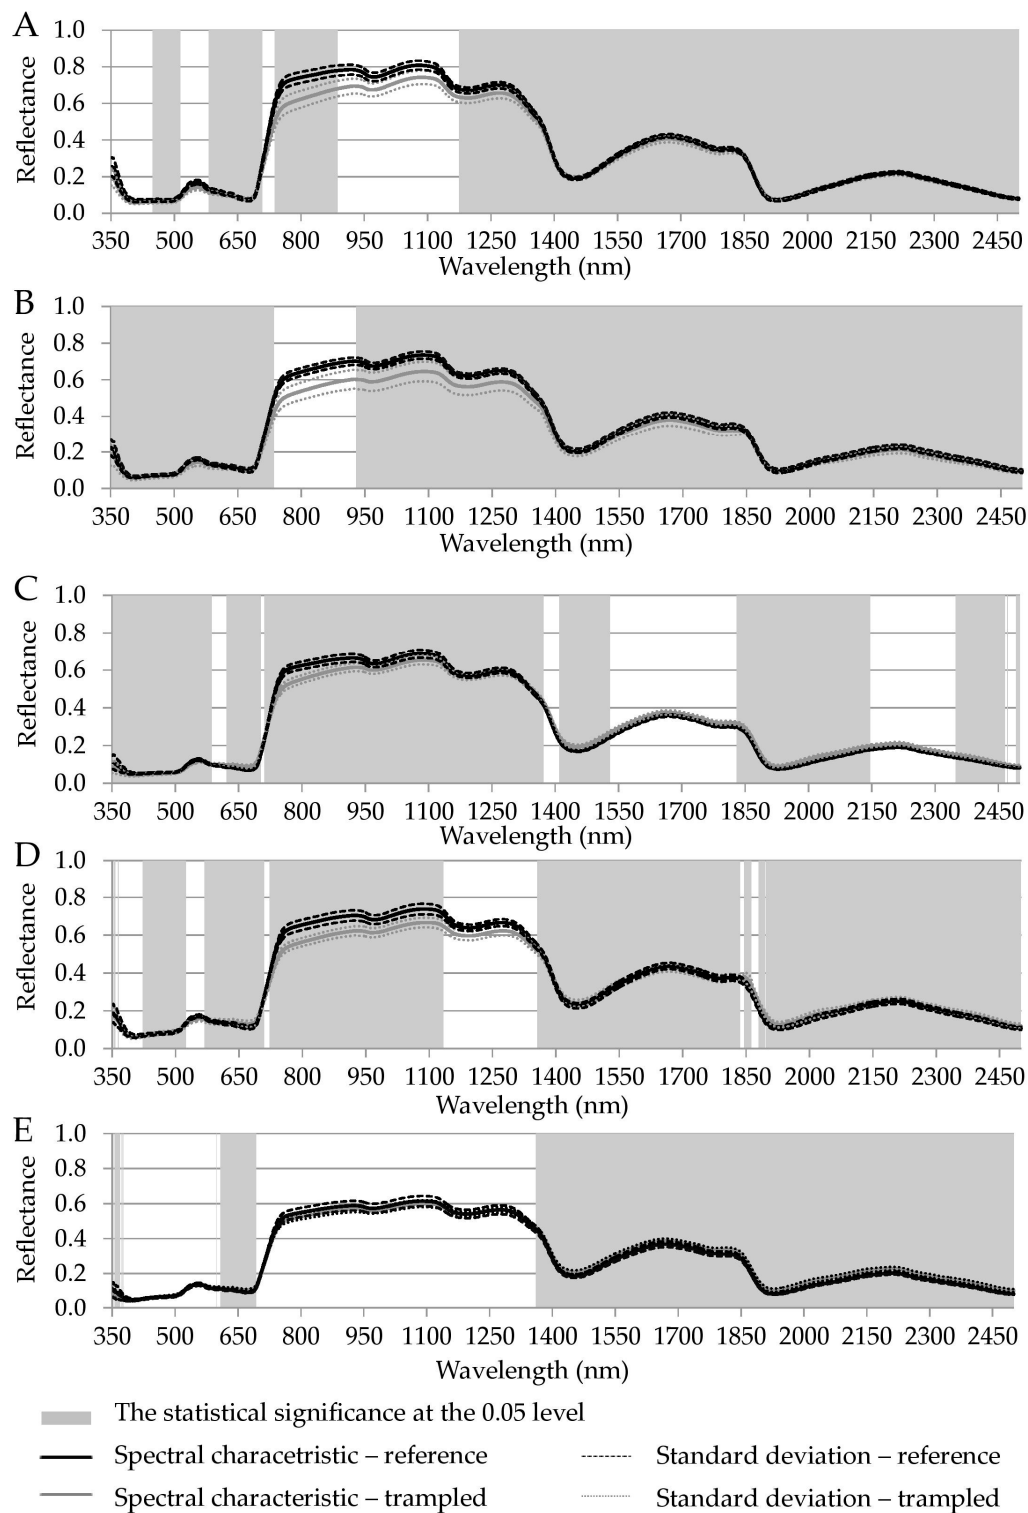 A
1.0
0.8
0.6
0.4
0.2
0.0
Reflectance
350 500 650 800 950 1100 1250 1400 1550 1700 1850 2000 2150 2300 2450
Wavelength (nm)
B
1.0
0.8
0.6
0.4
0.2
0.0
Reflectance
350 500 650 800 950 1100 1250 1400 1550 1700 1850 2000 2150 2300 2450
Wavelength (nm)
C
1.0
0.8
0.6
0.4
0.2
0.0
Reflectance
350 500 650 800 950 1100 1250 1400 1550 1700 1850 2000 2150 2300 2450
Wavelength (nm)
D
1.0
0.8
0.6
0.4
0.2
0.0
Reflectance
350 500 650 800 950 1100 1250 1400 1550 1700 1850 2000 2150 2300 2450
Wavelength (nm)
E
1.0
0.8
0.6
0.4
0.2
0.0
Reflectance
350 500 650 800 950 1100 1250 1400 1550 1700 1850 2000 2150 2300 2450
Wavelength (nm)
The statistical significance at the 0.05 level
Spectral characetristic – reference
Standard deviation – reference
Spectral characteristic – trampled
Standard deviation – trampled